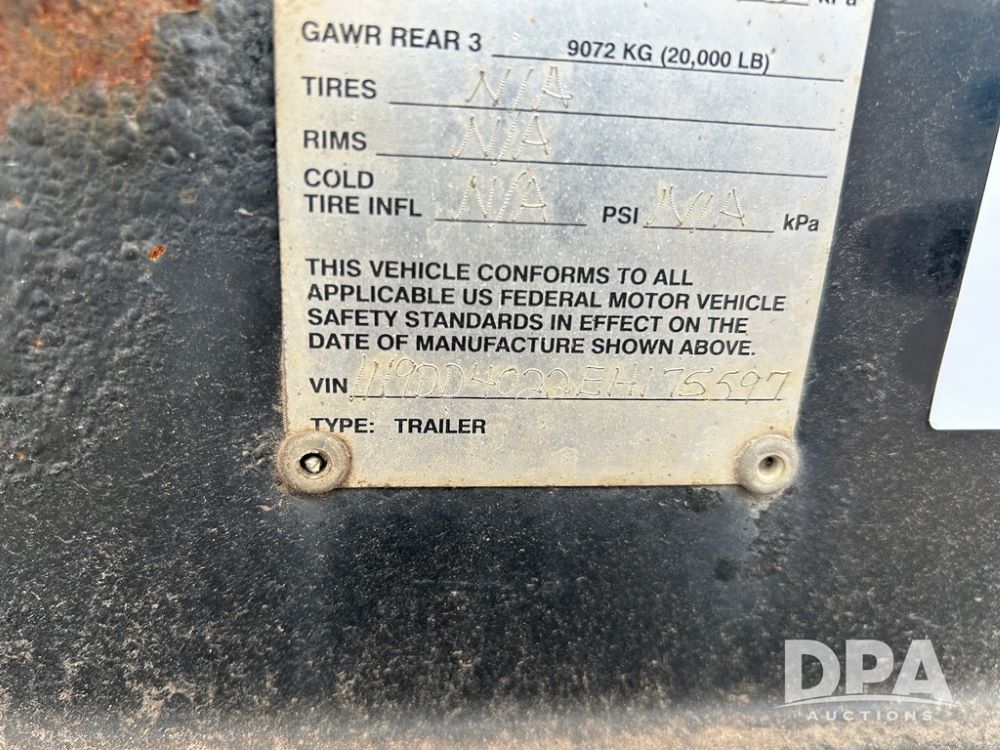 kPa
GAWR REAR 3 9072 KG (20,000 LB)
TIRES N/A
RIMS N/A
COLD
TIRE INFL N/A PSI N/A kPa
THIS VEHICLE CONFORMS TO ALL
APPLICABLE US FEDERAL MOTOR VEHICLE
SAFETY STANDARDS IN EFFECT ON THE
DATE OF MANUFACTURE SHOWN ABOVE.
VIN 1H9DD4022EH175597
TYPE: TRAILER
DPA
AUCTIONS